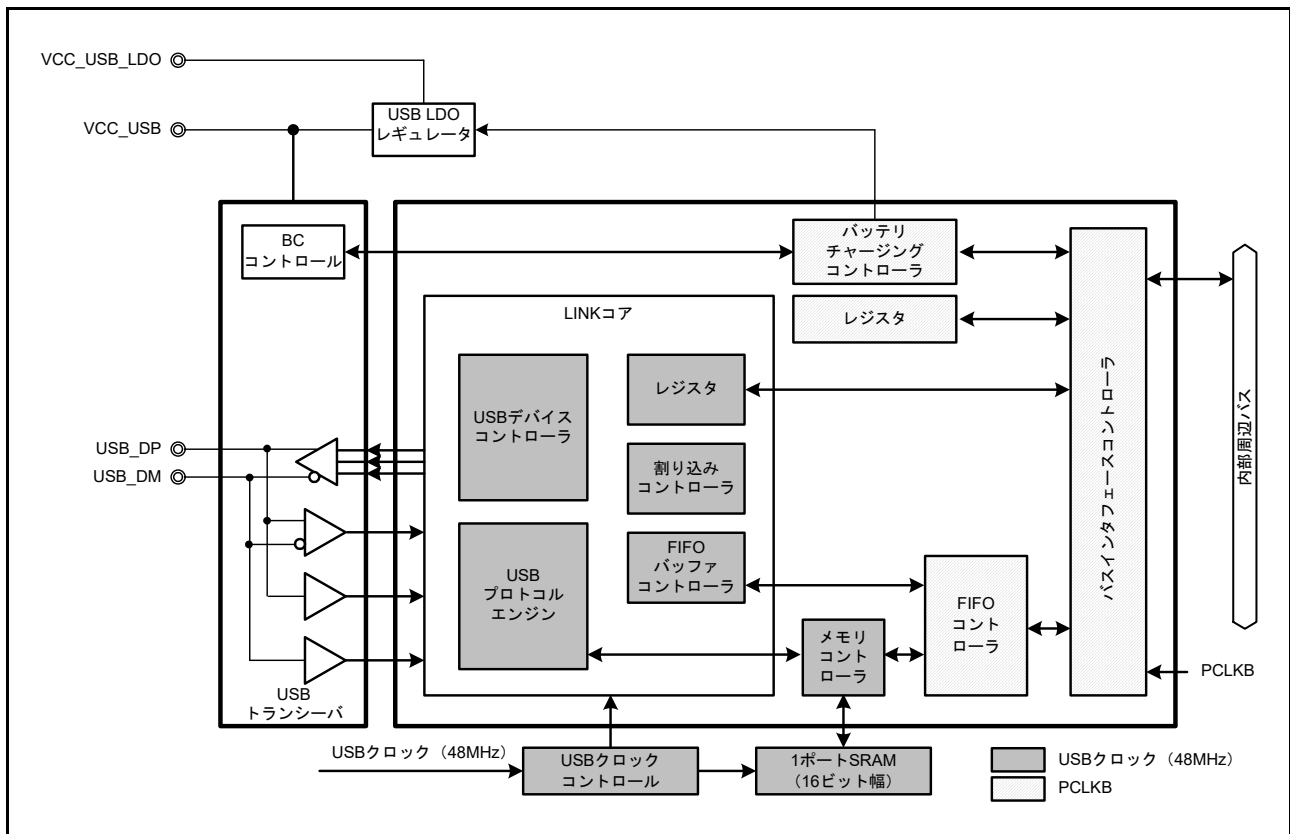 VCC_USB_LDO
VCC_USB
USB LDO
レギュレータ
BC
コントロール
バッテリ
チャージング
コントローラ
レジスタ
LINKコア
USBデバイス
コントローラ
レジスタ
割り込み
コントローラ
FIFO
バッファ
コントローラ
USB
プロトコル
エンジン
USB_DP
USB_DM
USB
トランシーバ
メモリ
コント
ローラ
FIFO
コント
ローラ
バスインタフェースコントローラ
内部周辺バス
PCLKB
USBクロック（48MHz）
USBクロック
コントロール
1ポートSRAM
（16ビット幅）
USBクロック（48MHz）
PCLKB